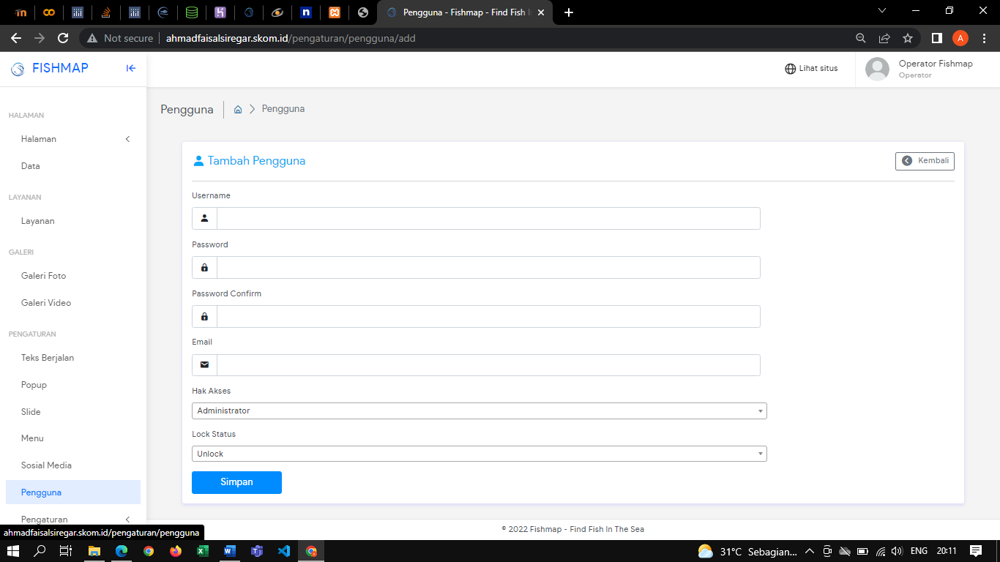 Pengguna - Fishmap - Find Fish I
Not secure
ahmadfaisalsiregar.skom.id/pengaturan/pengguna/add
A
FISHMAP
Lihat situs
Operator Fishmap
Operator
Pengguna
Pengguna
HALAMAN
Halaman
Data
LAYANAN
Layanan
GALERI
Galeri Foto
Galeri Video
PENGATURAN
Teks Berjalan
Popup
Slide
Menu
Sosial Media
Pengguna
Pengaturan
Tambah Pengguna
Kembali
Username
Password
Password Confirm
Email
Hak Akses
Administrator
Lock Status
Unlock
Simpan
© 2022 Fishmap - Find Fish In The Sea
ahmadfaisalsiregar.skom.id/pengaturan/pengguna
31°C Sebagian...
ENG
20:11